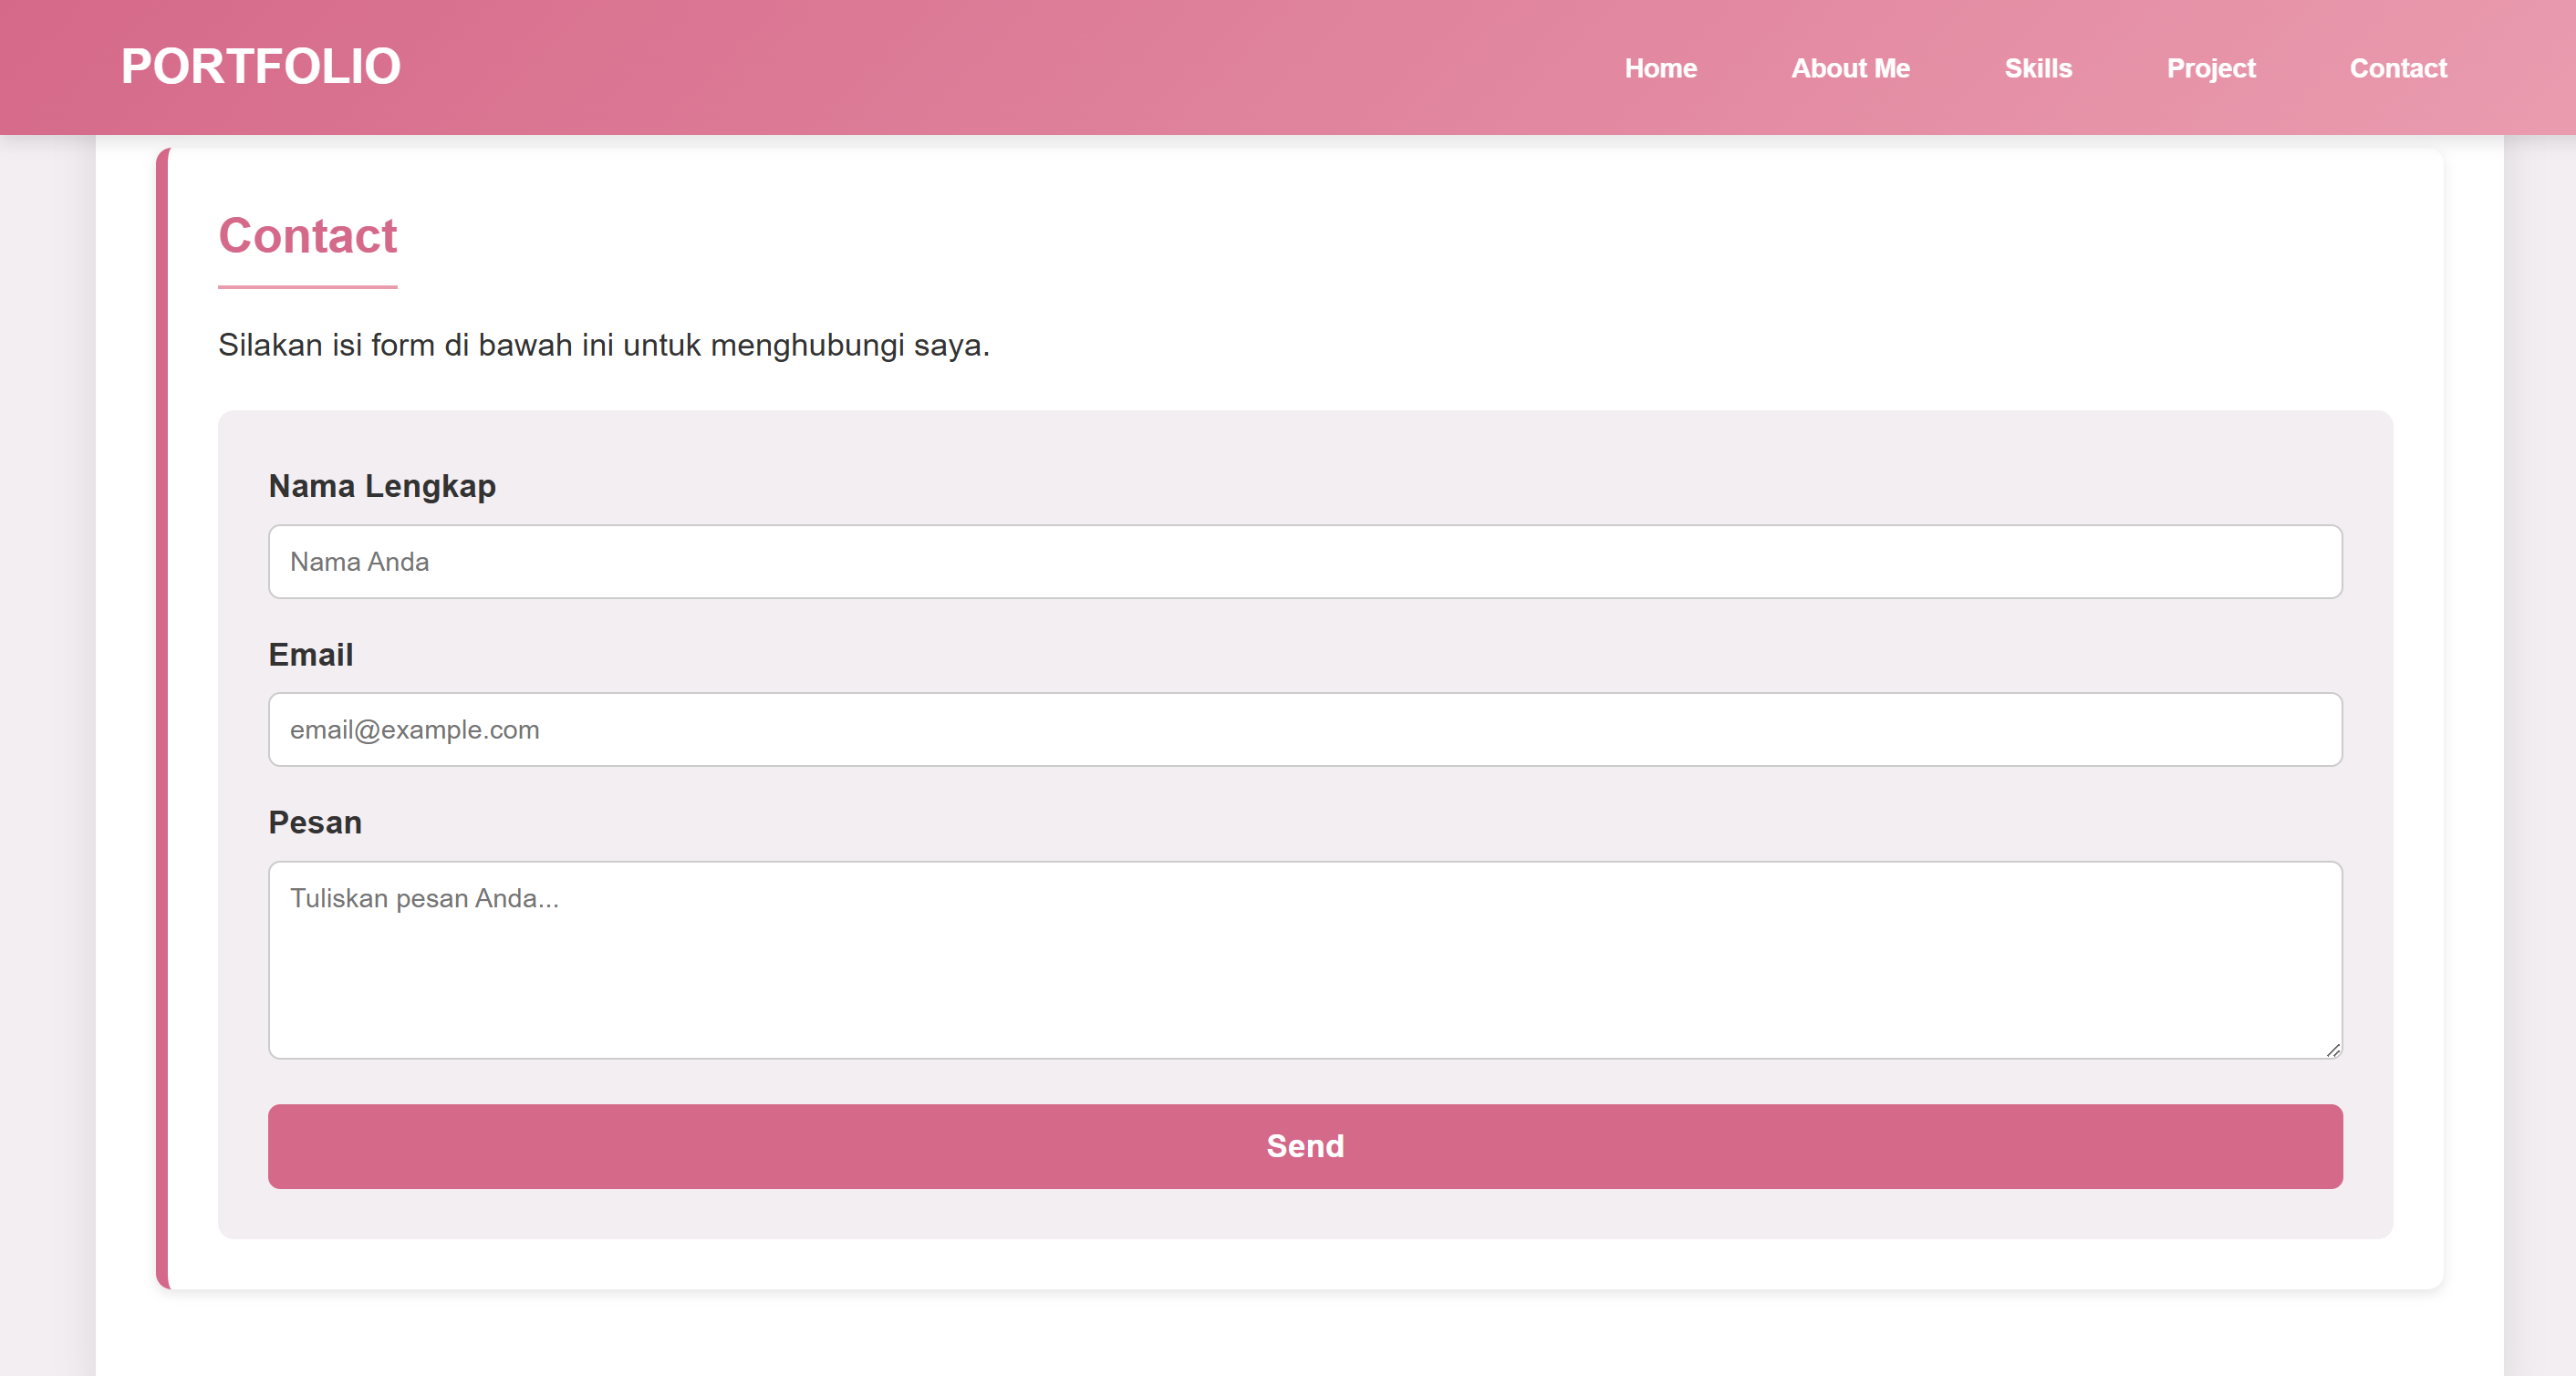 PORTFOLIO
Home About Me Skills Project Contact
Contact
Silakan isi form di bawah ini untuk menghubungi saya.
Nama Lengkap
Nama Anda
Email
email@example.com
Pesan
Tuliskan pesan Anda...
Send